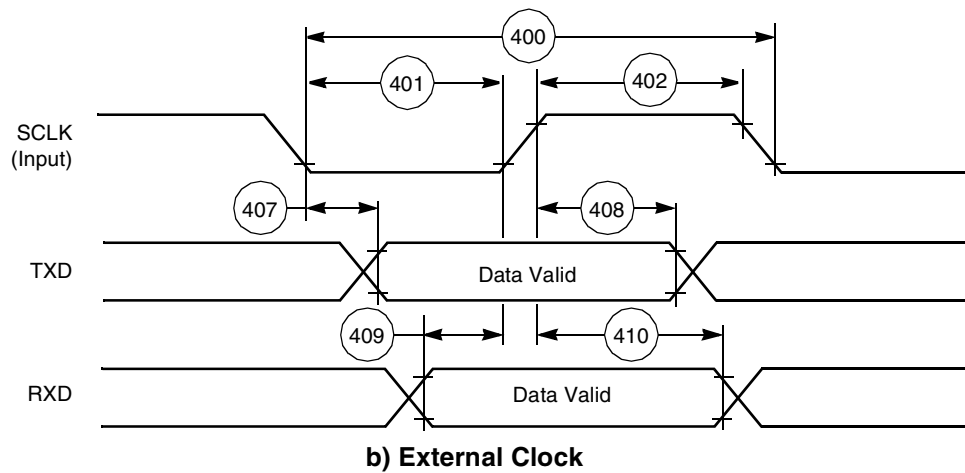 400
401
402
SCLK
(Input)
407
408
TXD
Data Valid
409
410
RXD
Data Valid
b) External Clock